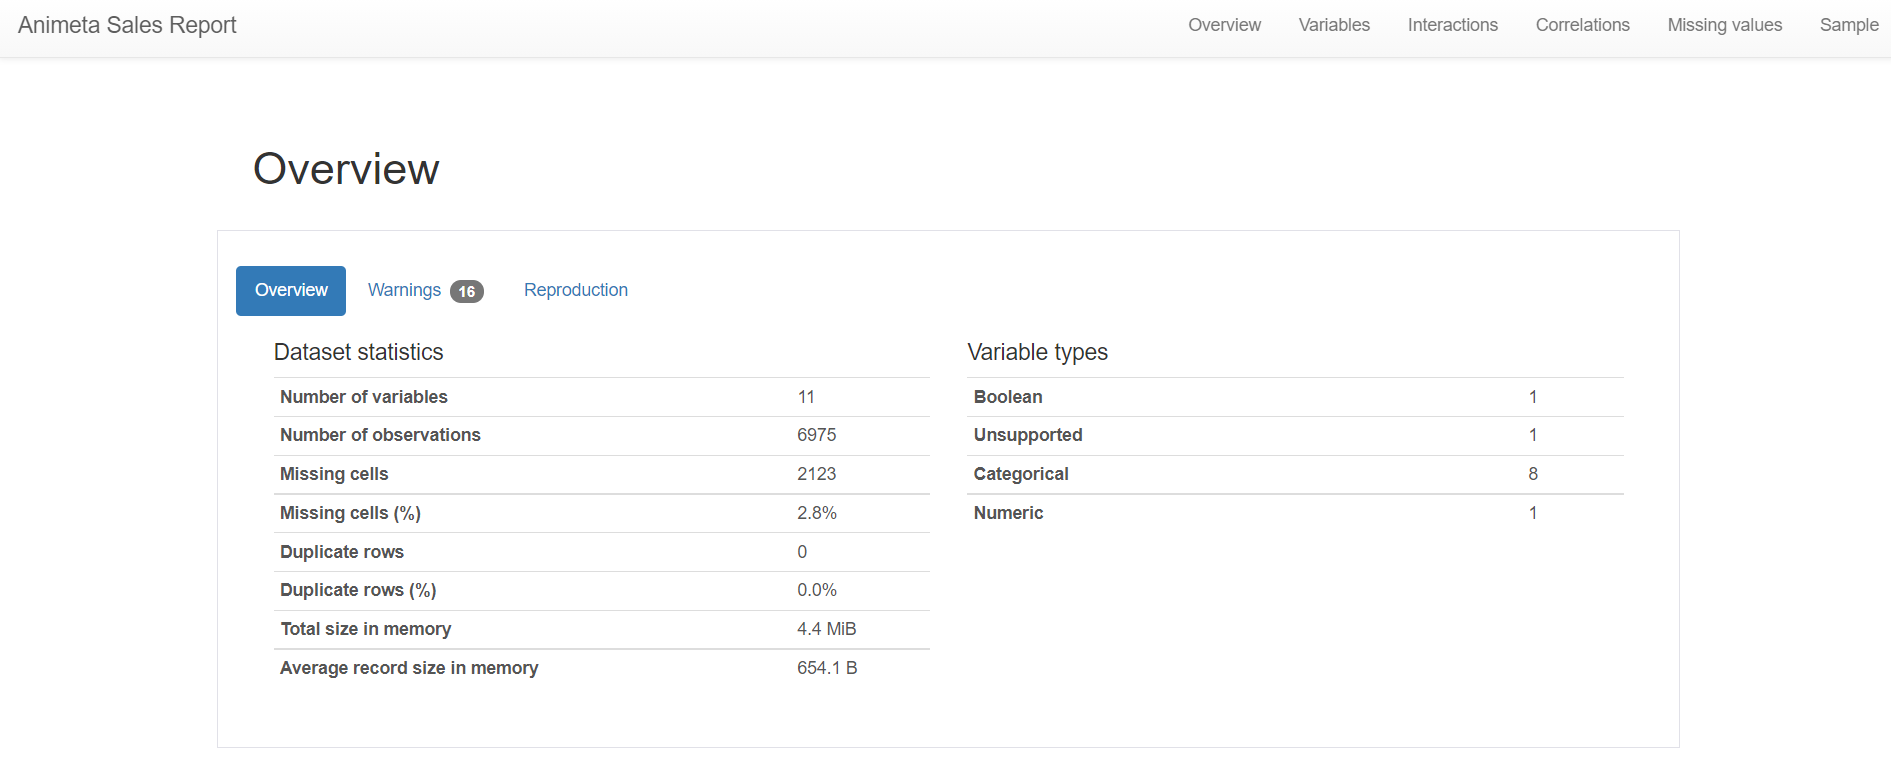 Animeta Sales Report Overview Variables Interactions Correlations Missing values Sample
Overview
Overview Warnings 16 Reproduction
Dataset statistics
Number of variables 11
Number of observations 6975
Missing cells 2123
Missing cells (%) 2.8%
Duplicate rows 0
Duplicate rows (%) 0.0%
Total size in memory 4.4 MiB
Average record size in memory 654.1 B
Variable types
Boolean 1
Unsupported 1
Categorical 8
Numeric 1